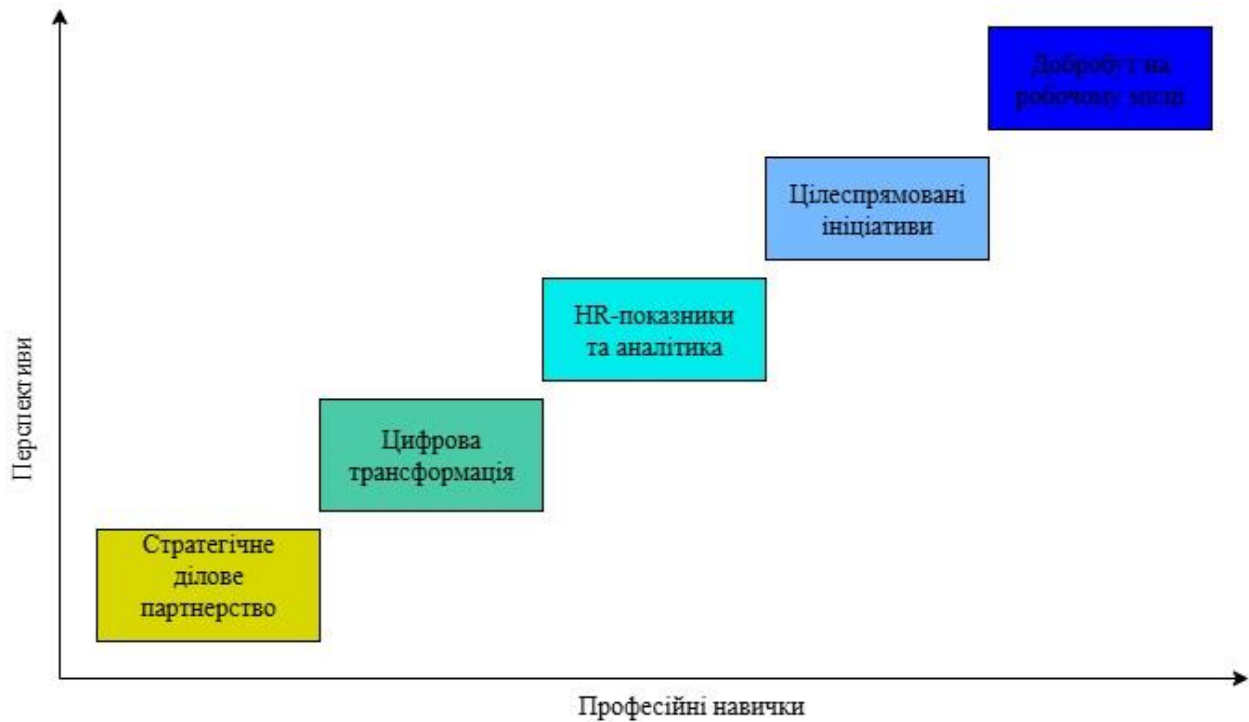 Добробут на
робочому місці
Цілеспрямовані
ініціативи
HR-показники
та аналітика
Цифрова
трансформація
Стратегічне
ділове
партнерство
Перспективи
Професійні навички